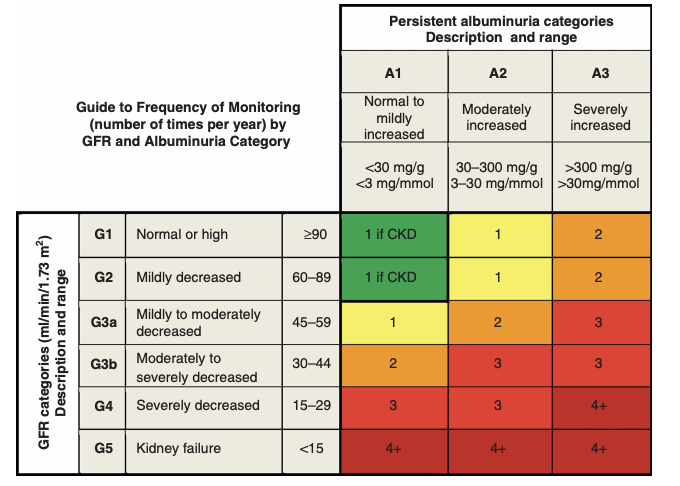 Persistent albuminuria categories
Description and range
Guide to Frequency of Monitoring
(number of times per year) by
GFR and Albuminuria Category
A1 A2 A3
Normal to
mildly
increased
Moderately
increased
Severely
increased
<30 mg/g
<3 mg/mmol
30–300 mg/g
3–30 mg/mmol
>300 mg/g
>30mg/mmol
GFR categories (ml/min/1.73 m²)
Description and range
G1 Normal or high ≥90 1 if CKD 1 2
G2 Mildly decreased 60–89 1 if CKD 1 2
G3a Mildly to moderately
decreased 45–59 1 2 3
G3b Moderately to
severely decreased 30–44 2 3 3
G4 Severely decreased 15–29 3 3 4+
G5 Kidney failure <15 4+ 4+ 4+